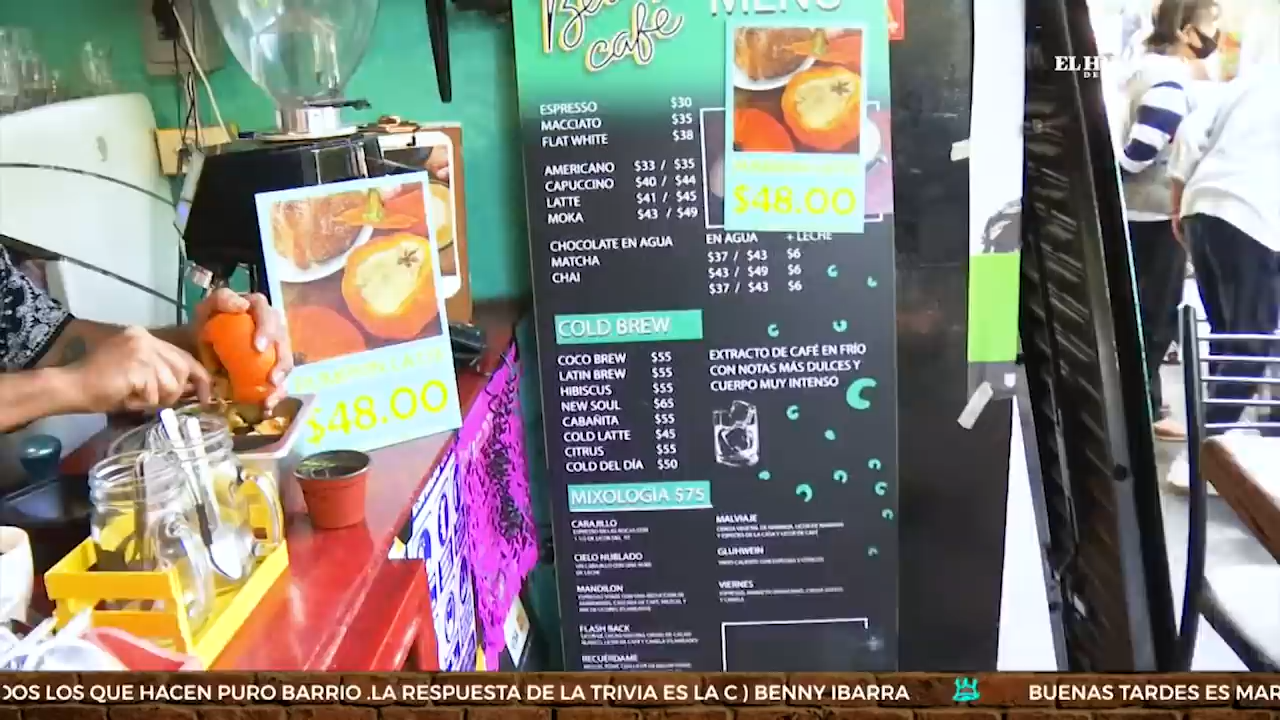 café
MENÚ
EL H
DE
ESPRESSO $30
MACCIATO $35
FLAT WHITE $38
AMERICANO $33 / $35
CAPUCCINO $40 / $44
LATTE $41 / $45
MOKA $43 / $49
$48.00
EN AGUA + LECHE
CHOCOLATE EN AGUA $37 / $43 $6
MATCHA $43 / $49 $6
CHAI $37 / $43 $6
COLD BREW
COCO BREW $55
LATIN BREW $55
HIBISCUS $55
NEW SOUL $65
CABAÑITA $55
COLD LATTE $45
CITRUS $55
COLD DEL DÍA $50
EXTRACTO DE CAFÉ EN FRÍO
CON NOTAS MÁS DULCES Y
CUERPO MUY INTENSO
MIXOLOGIA $75
CARAJILLO
CIELO NUBLADO
MANDILON
FLASH BACK
RECUÉRDAME
MALVIAJE
GLUHWEIN
VIERNES
PUMPKIN LATTE
$48.00
DOS LOS QUE HACEN PURO BARRIO .LA RESPUESTA DE LA TRIVIA ES LA C ) BENNY IBARRA
BUENAS TARDES ES MAR